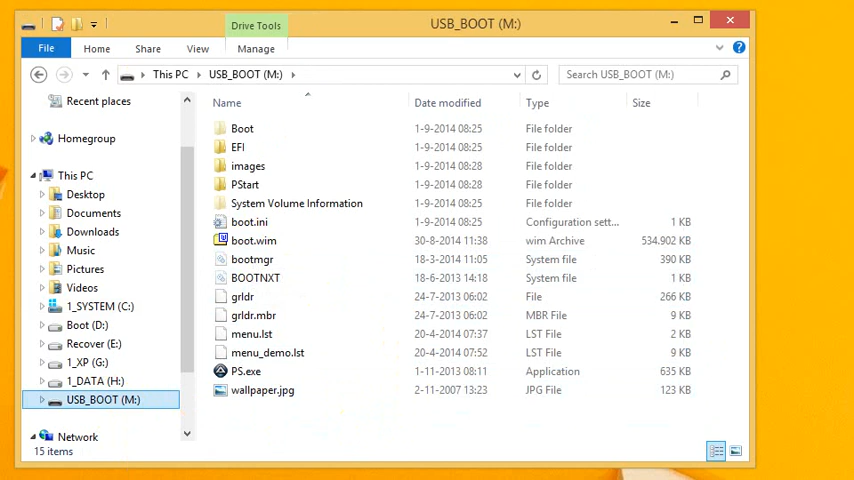 Drive Tools
USB_BOOT (M:)
File Home Share View Manage
This PC USB_BOOT (M:) Search USB_BOOT (M:)
Recent places
Homegroup
This PC
Desktop
Documents
Downloads
Music
Pictures
Videos
1_SYSTEM (C:)
Boot (D:)
Recover (E:)
1_XP (G:)
1_DATA (H:)
USB_BOOT (M:)
Network
Name Date modified Type Size
Boot 1-9-2014 08:25 File folder
EFI 1-9-2014 08:25 File folder
images 1-9-2014 08:28 File folder
PStart 1-9-2014 08:28 File folder
System Volume Information 1-9-2014 08:25 File folder
boot.ini 1-9-2014 08:25 Configuration sett... 1 KB
boot.wim 30-8-2014 11:38 wim Archive 534.902 KB
bootmgr 18-3-2014 11:05 System file 390 KB
BOOTNXT 18-6-2013 14:18 System file 1 KB
grldr 24-7-2013 06:02 File 266 KB
grldr.mbr 24-7-2013 06:02 MBR File 9 KB
menu.lst 20-4-2014 07:37 LST File 2 KB
menu_demo.lst 20-4-2014 07:52 LST File 9 KB
PS.exe 1-11-2013 08:11 Application 635 KB
wallpaper.jpg 2-11-2007 13:23 JPG File 123 KB
15 items